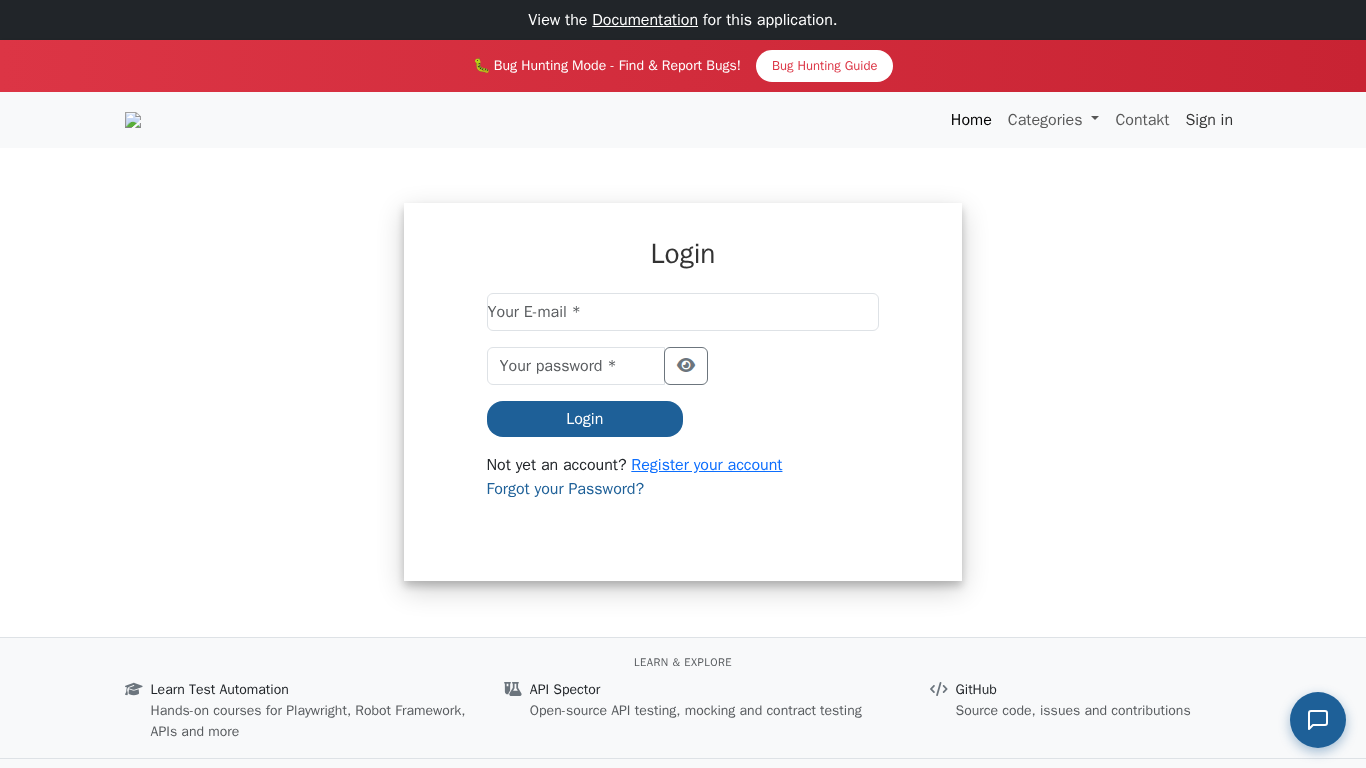 View the Documentation for this application.
🐛 Bug Hunting Mode - Find & Report Bugs!
Bug Hunting Guide
Home
Categories
Contakt
Sign in
Login
Your E-mail *
Your password *
Login
Not yet an account? Register your account
Forgot your Password?
LEARN & EXPLORE
Learn Test Automation
Hands-on courses for Playwright, Robot Framework,
APIs and more
API Spector
Open-source API testing, mocking and contract testing
GitHub
Source code, issues and contributions